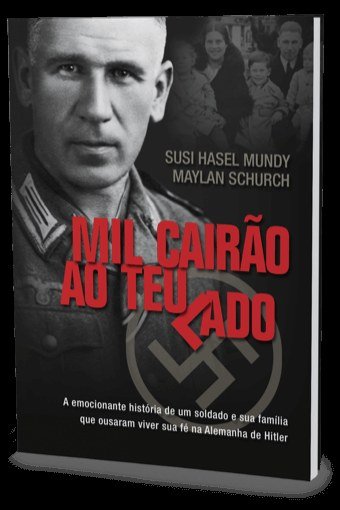 SUSI HASEL MUNDY
MAYLAN SCHURCH
MIL CAIRÃO
AO TEU LADO
A emocionante história de um soldado e sua família
que ousaram viver sua fé na Alemanha de Hitler